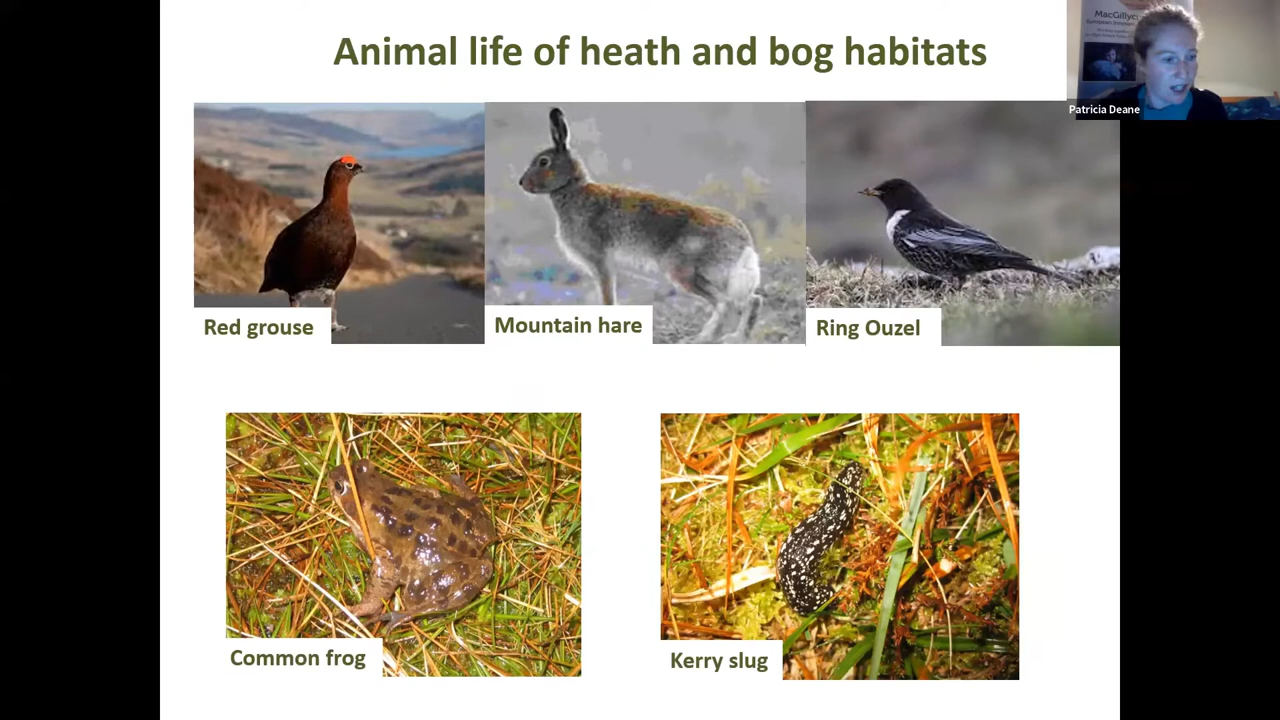 Animal life of heath and bog habitats
MacGillyc
Patricia Deane
Red grouse
Mountain hare
Ring Ouzel
Common frog
Kerry slug